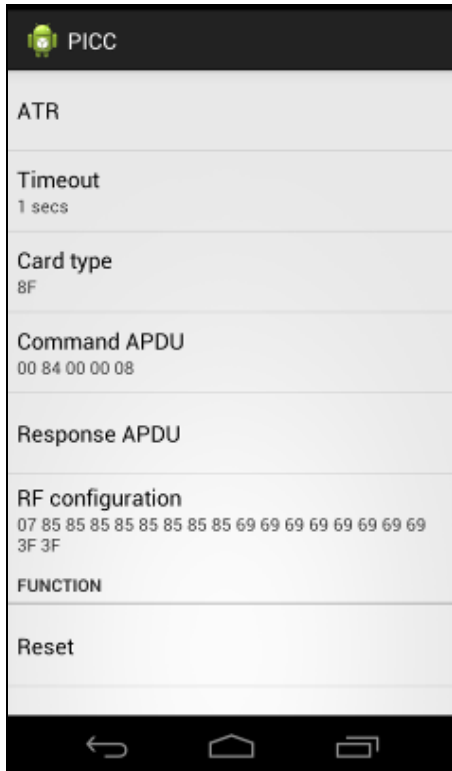 PICC
ATR
Timeout
1 secs
Card type
8F
Command APDU
00 84 00 00 08
Response APDU
RF configuration
07 85 85 85 85 85 85 85 85 69 69 69 69 69 69 69 69
3F 3F
FUNCTION
Reset